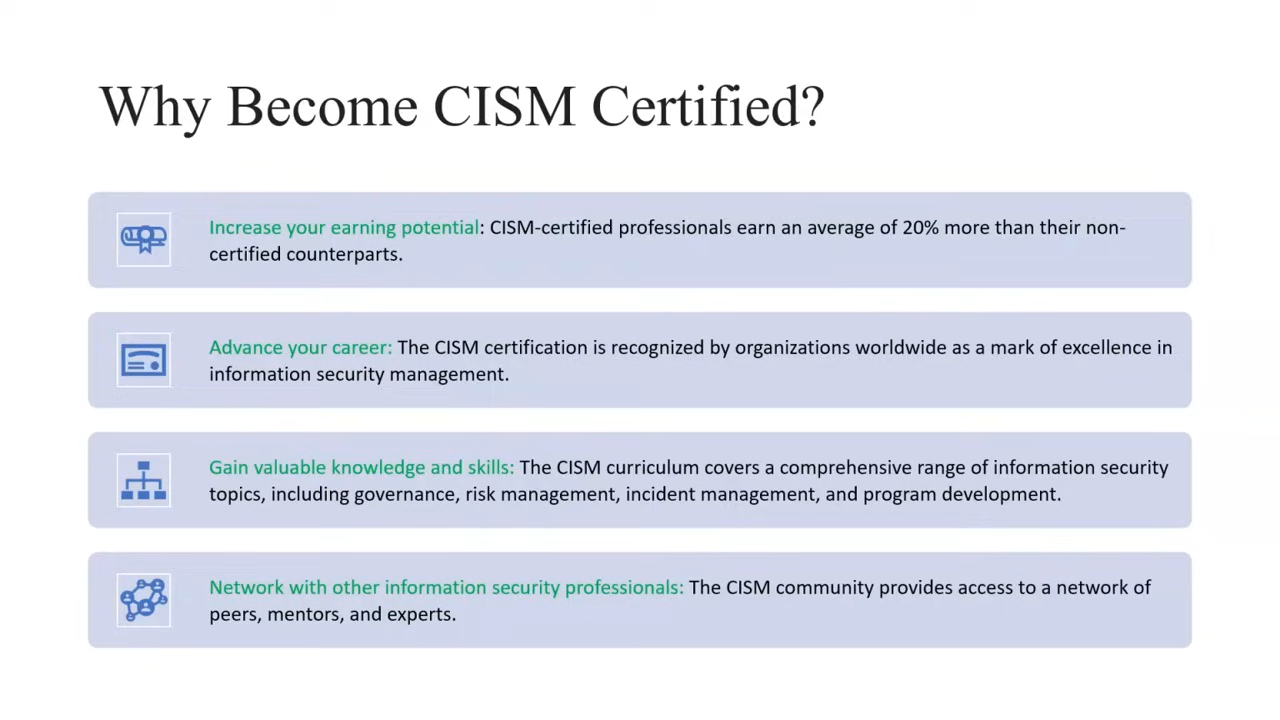 Why Become CISM Certified?
Increase your earning potential: CISM-certified professionals earn an average of 20% more than their non-
certified counterparts.
Advance your career: The CISM certification is recognized by organizations worldwide as a mark of excellence in
information security management.
Gain valuable knowledge and skills: The CISM curriculum covers a comprehensive range of information security
topics, including governance, risk management, incident management, and program development.
Network with other information security professionals: The CISM community provides access to a network of
peers, mentors, and experts.